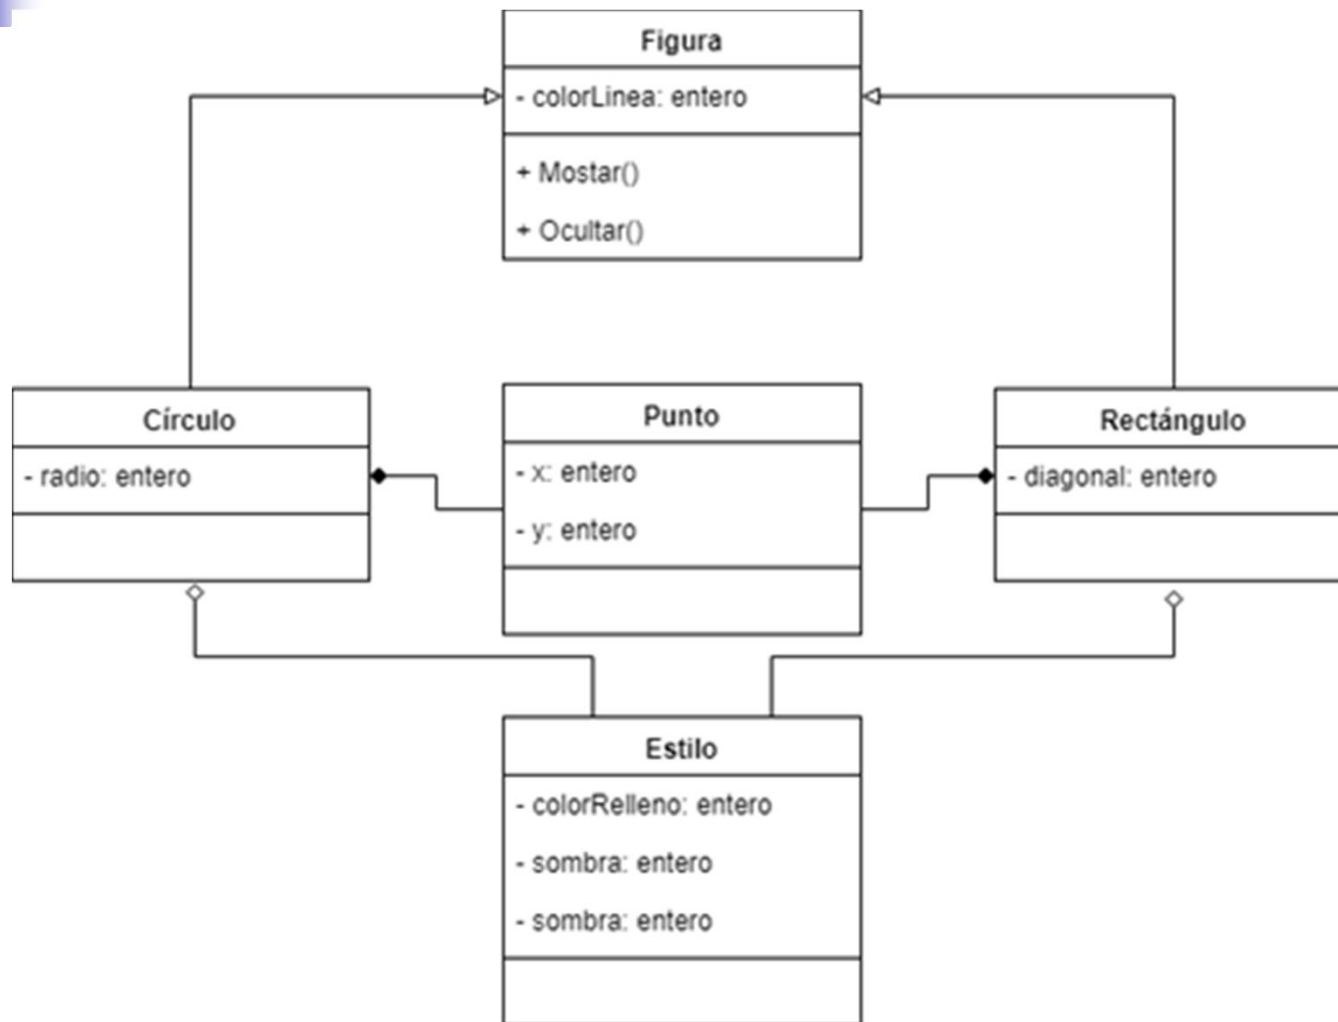 Figura
- colorLinea: entero
+ Mostar()
+ Ocultar()
Círculo
- radio: entero
Punto
- x: entero
- y: entero
Rectángulo
- diagonal: entero
Estilo
- colorRelleno: entero
- sombra: entero
- sombra: entero